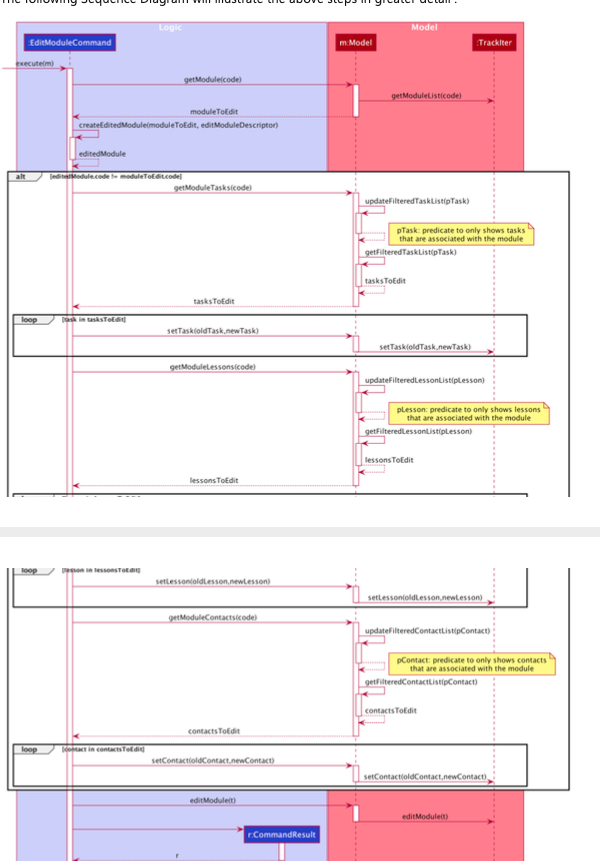 The following Sequence Diagram will illustrate the above steps in greater detail :
Logic
Model
:EditModuleCommand
m:Model
:TrackIter
execute(m)
getModule(code)
getModuleList(code)
moduleToEdit
createEditedModule(moduleToEdit, editModuleDescriptor)
editedModule
alt
[editedModule.code != moduleToEdit.code]
getModuleTasks(code)
updateFilteredTaskList(pTask)
pTask: predicate to only shows tasks
that are associated with the module
getFilteredTaskList(pTask)
tasksToEdit
tasksToEdit
loop
[task in tasksToEdit]
setTask(oldTask,newTask)
setTask(oldTask,newTask)
getModuleLessons(code)
updateFilteredLessonList(pLesson)
pLesson: predicate to only shows lessons
that are associated with the module
getFilteredLessonList(pLesson)
lessonsToEdit
lessonsToEdit
loop
[lesson in lessonsToEdit]
setLesson(oldLesson,newLesson)
setLesson(oldLesson,newLesson)
getModuleContacts(code)
updateFilteredContactList(pContact)
pContact: predicate to only shows contacts
that are associated with the module
getFilteredContactList(pContact)
contactsToEdit
contactsToEdit
loop
[contact in contactsToEdit]
setContact(oldContact,newContact)
setContact(oldContact,newContact)
editModule(t)
editModule(t)
r:CommandResult
r